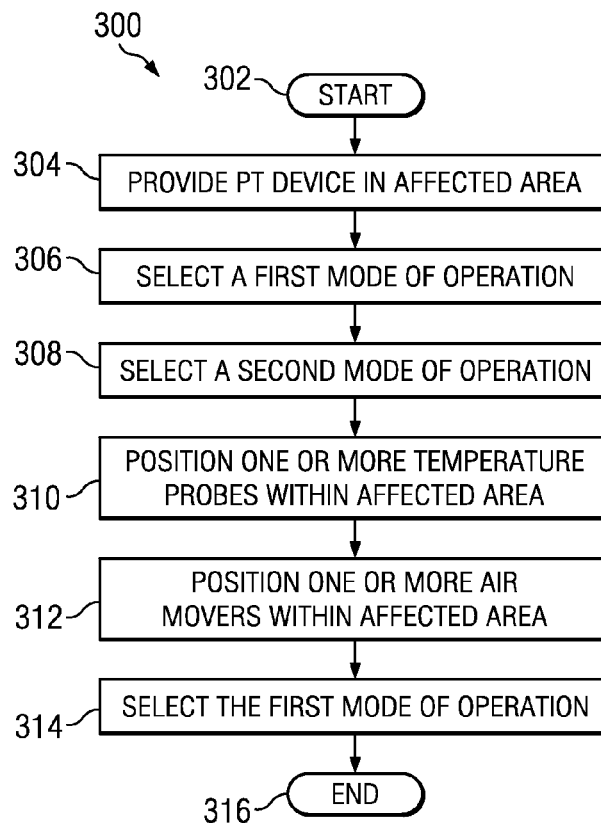 300
302
START
304
PROVIDE PT DEVICE IN AFFECTED AREA
306
SELECT A FIRST MODE OF OPERATION
308
SELECT A SECOND MODE OF OPERATION
310
POSITION ONE OR MORE TEMPERATURE
PROBES WITHIN AFFECTED AREA
312
POSITION ONE OR MORE AIR
MOVERS WITHIN AFFECTED AREA
314
SELECT THE FIRST MODE OF OPERATION
316
END